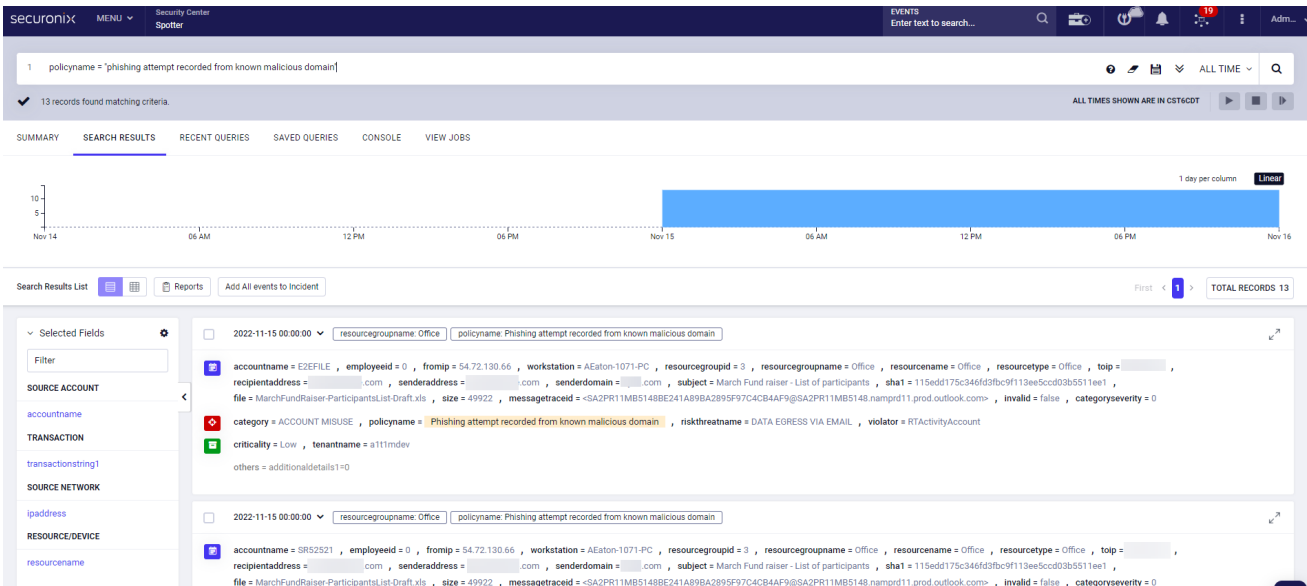 securonix MENU Security Center
Spotter
EVENTS
Enter text to search...
19
Adm...
1 policyname = "phishing attempt recorded from known malicious domain"
ALL TIME
13 records found matching criteria.
ALL TIMES SHOWN ARE IN CST6CDT
SUMMARY SEARCH RESULTS RECENT QUERIES SAVED QUERIES CONSOLE VIEW JOBS
1 day per column Linear
10
5
Nov 14 06 AM 12 PM 06 PM Nov 15 06 AM 12 PM 06 PM Nov 16
Search Results List Reports Add All events to Incident First < 1 > TOTAL RECORDS 13
Selected Fields
Filter
SOURCE ACCOUNT
accountname
TRANSACTION
transactionstring1
SOURCE NETWORK
ipaddress
RESOURCE/DEVICE
resourcename
2022-11-15 00:00:00 resourcegroupname: Office policyname: Phishing attempt recorded from known malicious domain
accountname = E2EFILE , employeeid = 0 , fromip = 54.72.130.66 , workstation = AEaton-1071-PC , resourcegroupid = 3 , resourcegroupname = Office , resourcename = Office , resourcetype = Office , toip = ,
recipientaddress = .com , senderaddress = .com , senderdomain = .com , subject = March Fund raiser - List of participants , sha1 = 115edd175c346fd3fbc9f113ee5ccd03b5511ee1 ,
file = MarchFundRaiser-ParticipantsList-Draft.xls , size = 49922 , messagetraceid = <SA2PR11MB5148BE241A89BA2895F97C4CB4AF9@SA2PR11MB5148.namprd11.prod.outlook.com> , invalid = false , categoryseverity = 0
category = ACCOUNT MISUSE , policyname = Phishing attempt recorded from known malicious domain , riskthreatname = DATA EGRESS VIA EMAIL , violator = RTActivityAccount
criticality = Low , tenantname = a1t1mdev
others = additionaldetails1=0
2022-11-15 00:00:00 resourcegroupname: Office policyname: Phishing attempt recorded from known malicious domain
accountname = SR52521 , employeeid = 0 , fromip = 54.72.130.66 , workstation = AEaton-1071-PC , resourcegroupid = 3 , resourcegroupname = Office , resourcename = Office , resourcetype = Office , toip = ,
recipientaddress = .com , senderaddress = .com , senderdomain = .com , subject = March Fund raiser - List of participants , sha1 = 115edd175c346fd3fbc9f113ee5ccd03b5511ee1 ,
file = MarchFundRaiser-ParticipantsList-Draft.xls , size = 49922 , messagetraceid = <SA2PR11MB5148BE241A89BA2895F97C4CB4AF9@SA2PR11MB5148.namprd11.prod.outlook.com> , invalid = false , categoryseverity = 0